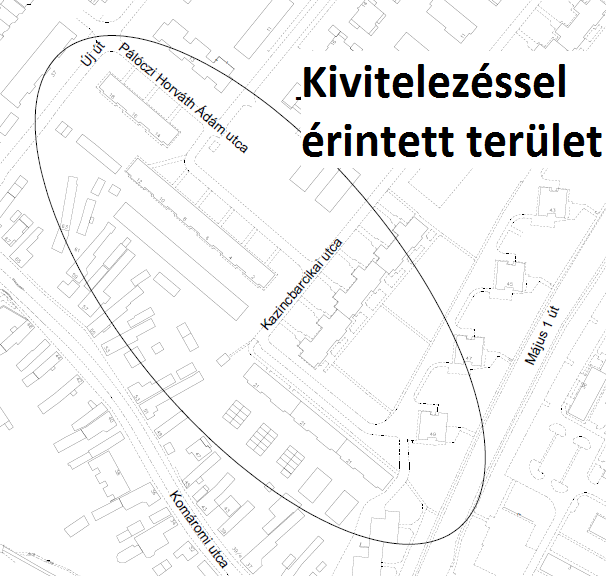 Új út
Pálóczi Horváth Ádám utca
Kivitelezéssel
érintett terület
Kazincbarcikai utca
Május 1 út
Komáromi utca